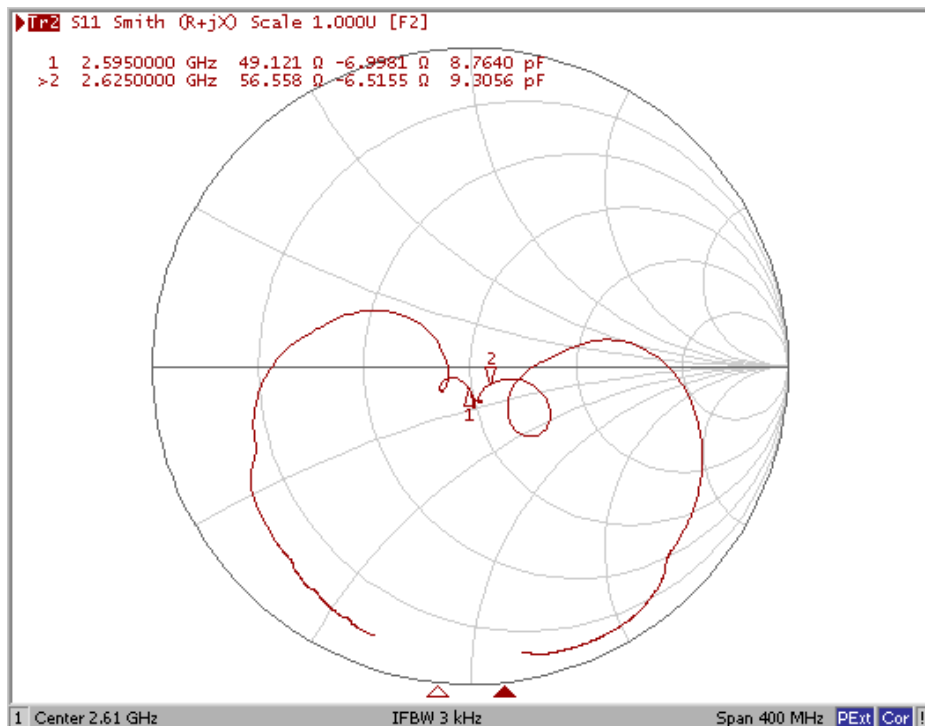 Tr2 S11 Smith (R+jX) Scale 1.000U [F2]
1 2.5950000 GHz 49.121 Ω -6.9981 Ω 8.7640 pF
>2 2.6250000 GHz 56.558 Ω -6.5155 Ω 9.3056 pF
2
1
1 Center 2.61 GHz IFBW 3 kHz Span 400 MHz PExt Cor !